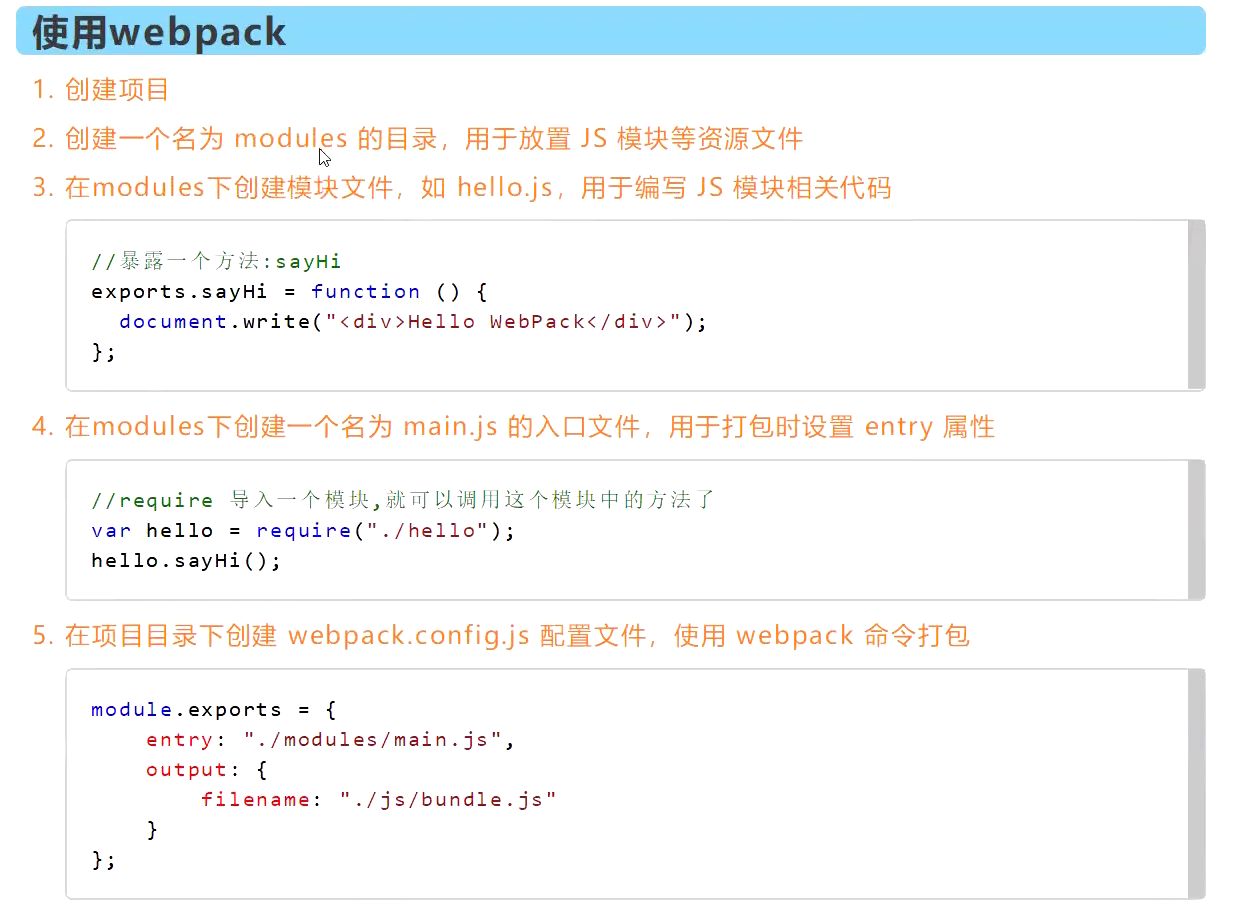 使用webpack
1. 创建项目
2. 创建一个名为 modules 的目录，用于放置 JS 模块等资源文件
3. 在modules下创建模块文件，如 hello.js，用于编写 JS 模块相关代码
//暴露一个方法:sayHi
exports.sayHi = function () {
  document.write("<div>Hello WebPack</div>");
};
4. 在modules下创建一个名为 main.js 的入口文件，用于打包时设置 entry 属性
//require 导入一个模块,就可以调用这个模块中的方法了
var hello = require("./hello");
hello.sayHi();
5. 在项目目录下创建 webpack.config.js 配置文件，使用 webpack 命令打包
module.exports = {
    entry: "./modules/main.js",
    output: {
        filename: "./js/bundle.js"
    }
};